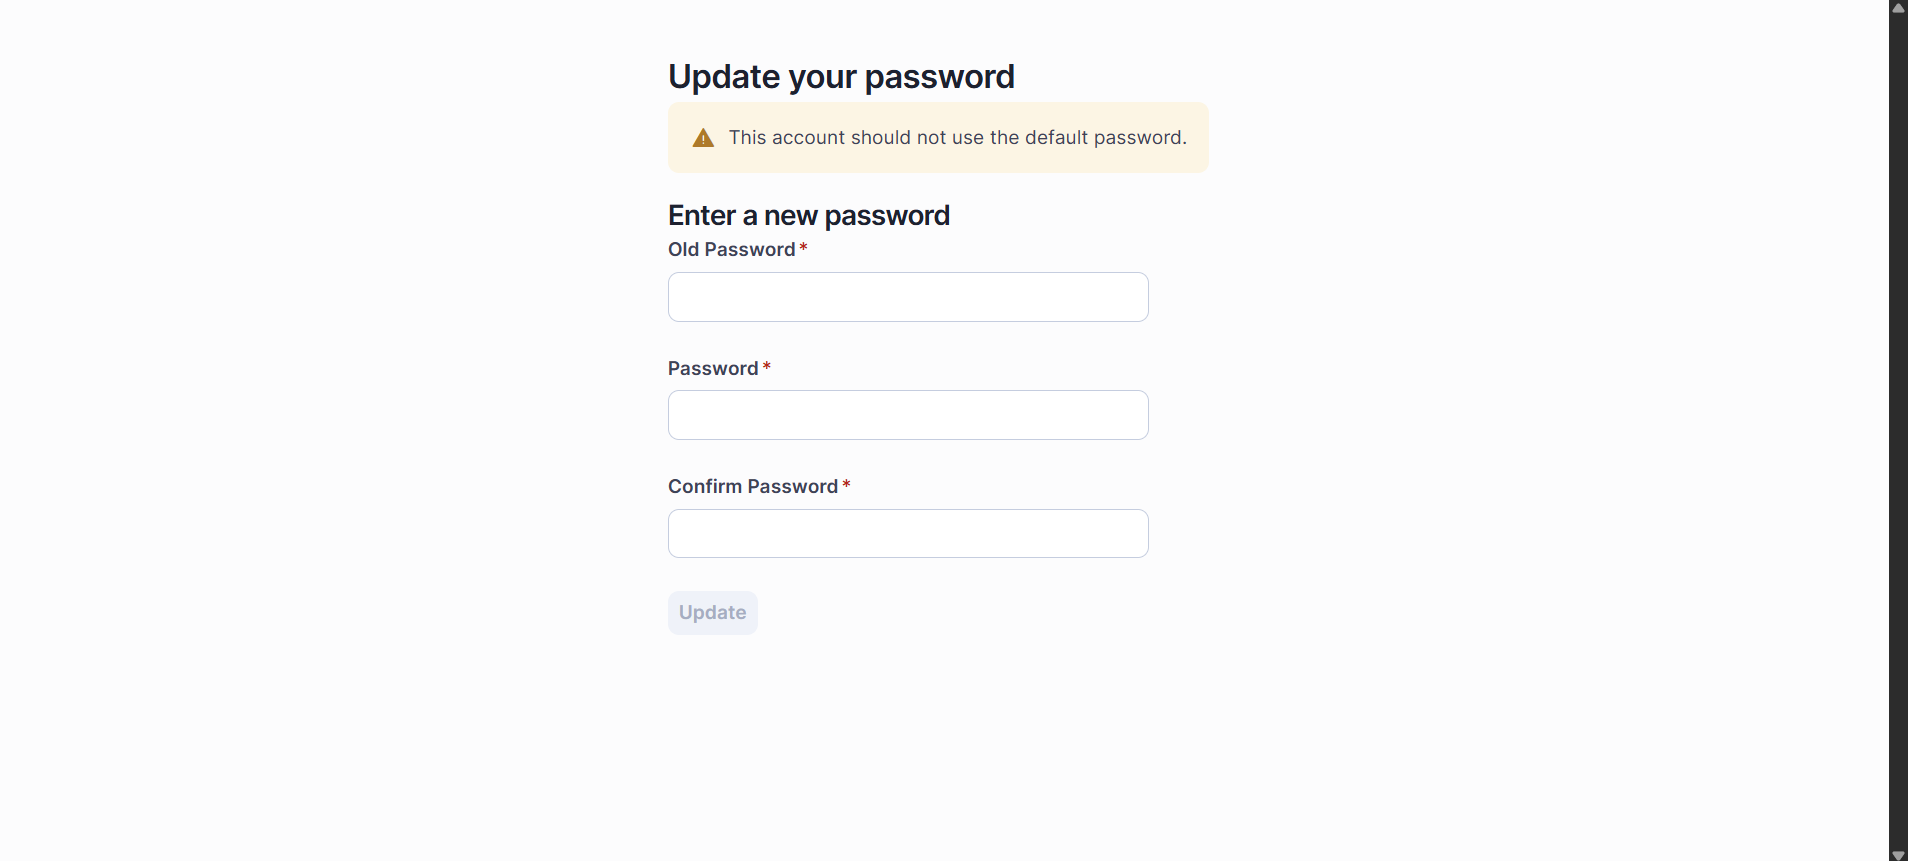 Update your password
This account should not use the default password.
Enter a new password
Old Password*
Password*
Confirm Password*
Update